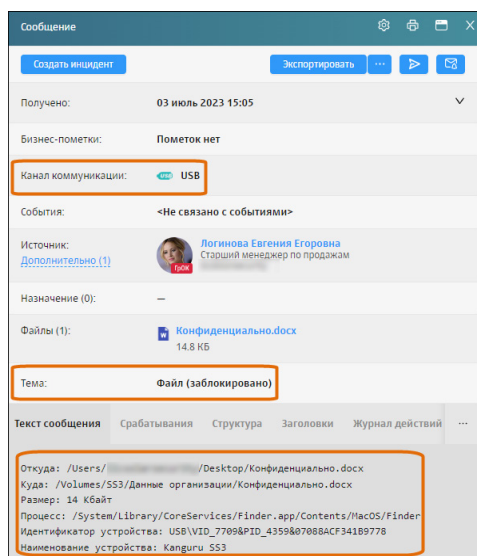 Сообщение
Создать инцидент
Экспортировать ...
Получено: 03 июль 2023 15:05
Бизнес-пометки: Пометок нет
Канал коммуникации: USB
События: <Не связано с событиями>
Источник: Логинова Евгения Егоровна
Дополнительно (1) Старший менеджер по продажам
ГрОК
Назначение (0): —
Файлы (1): Конфиденциально.docx
14.8 КБ
Тема: Файл (заблокировано)
Текст сообщения Срабатывания Структура Заголовки Журнал действий ...
Откуда: /Users/ /Desktop/Конфиденциально.docx
Куда: /Volumes/SS3/Данные организации/Конфиденциально.docx
Размер: 14 Кбайт
Процесс: /System/Library/CoreServices/Finder.app/Contents/MacOS/Finder
Идентификатор устройства: USB\VID_7709&PID_4359&07088ACF341B9778
Наименование устройства: Kanguru SS3